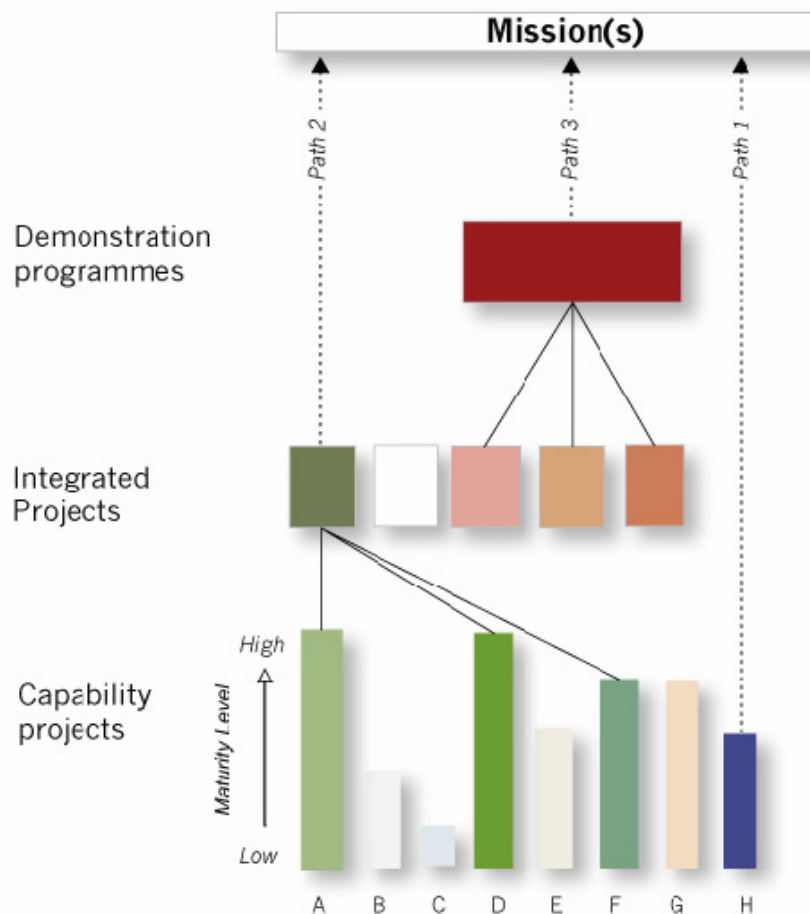 Mission(s)
Path 2
Path 3
Path 1
Demonstration
programmes
Integrated
Projects
High
Capability
projects
Maturity Level
Low
A B C D E F G H